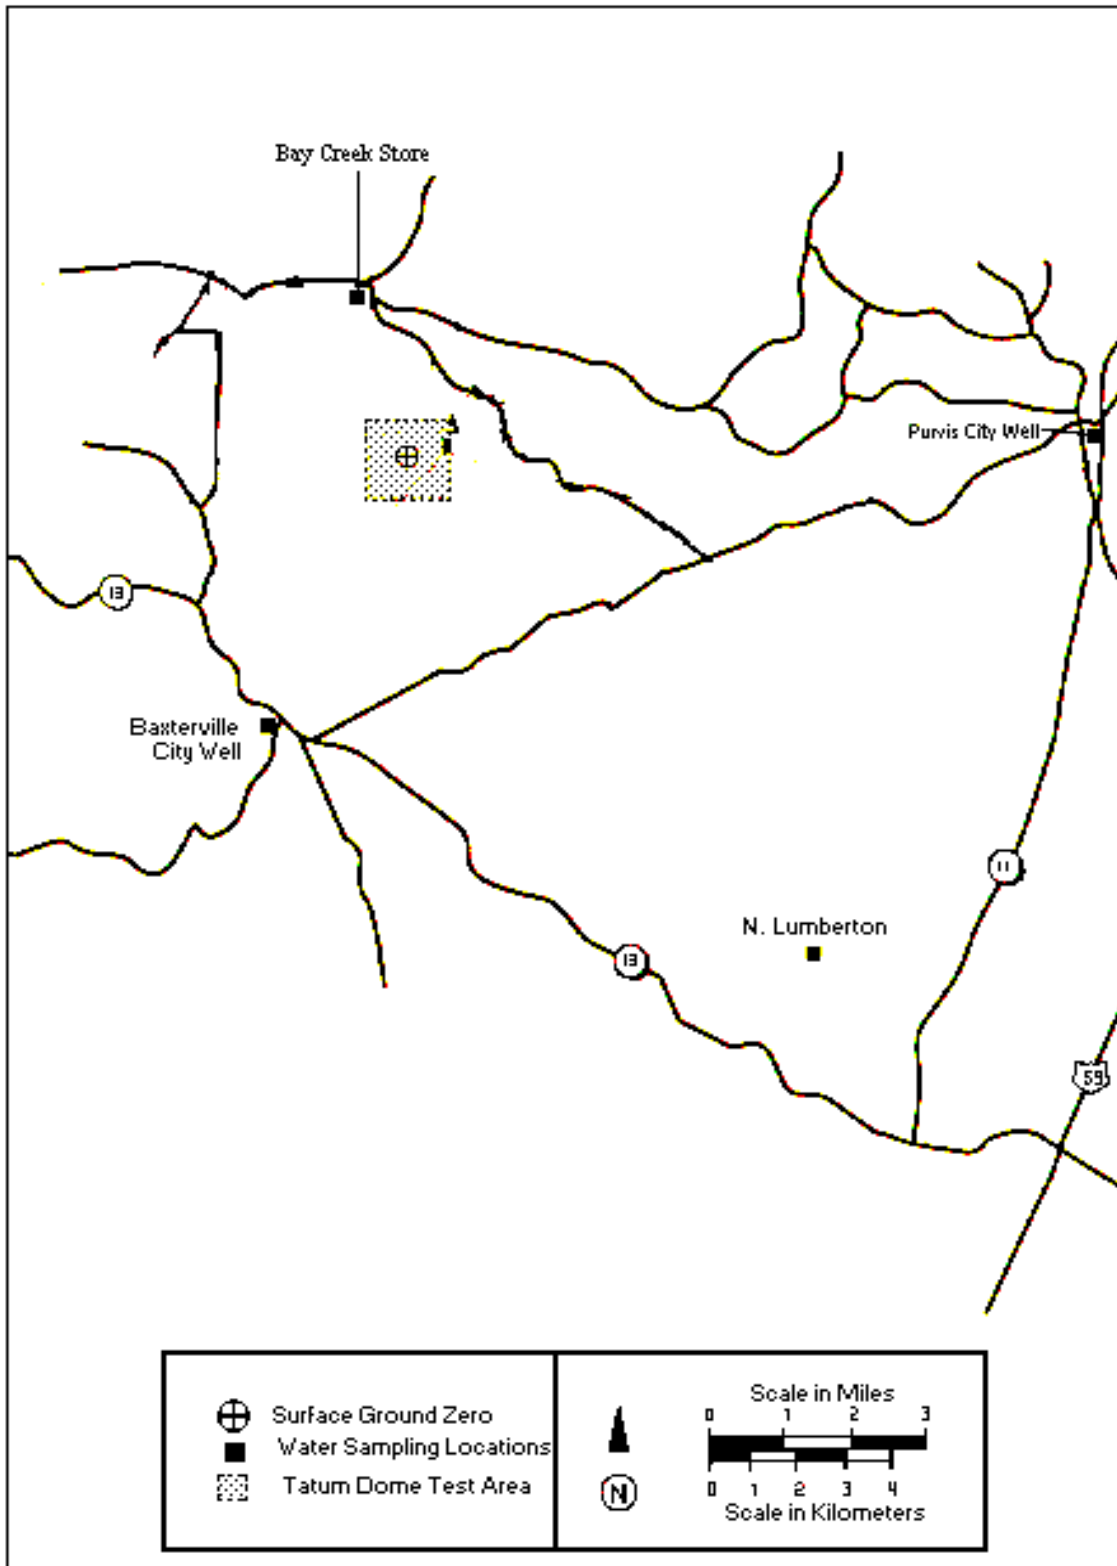 Bay Creek Store
Purvis City Well
13
Baxterville
City Well
11
N. Lumberton
13
59
Surface Ground Zero
Water Sampling Locations
Tatum Dome Test Area
N
Scale in Miles
0 1 2 3
0 1 2 3 4
Scale in Kilometers